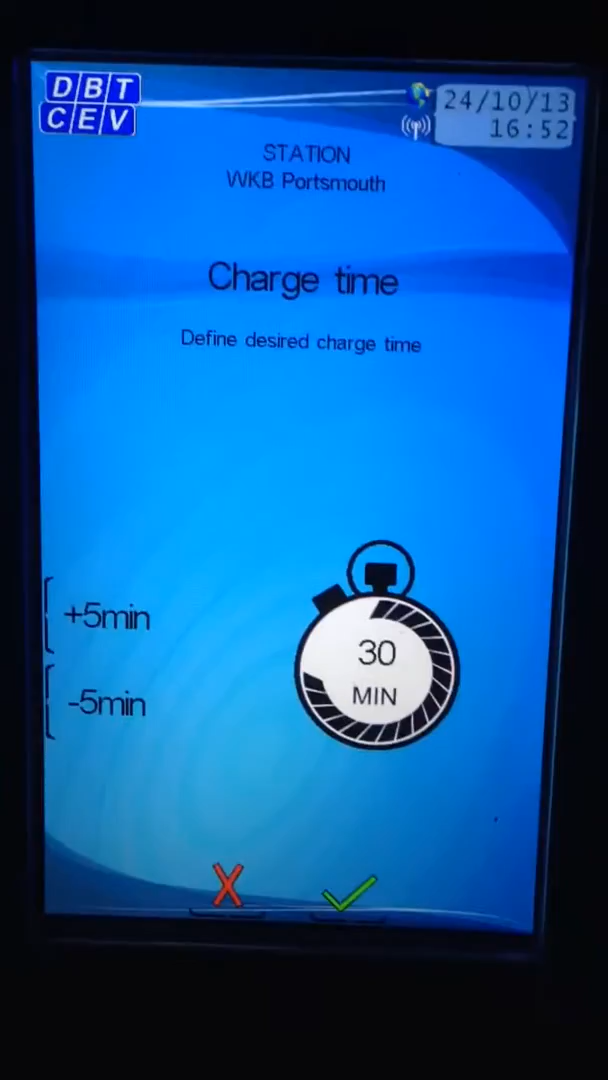 DBT
CEV
24/10/13
16:52
STATION
WKB Portsmouth
Charge time
Define desired charge time
+5min
-5min
30
MIN